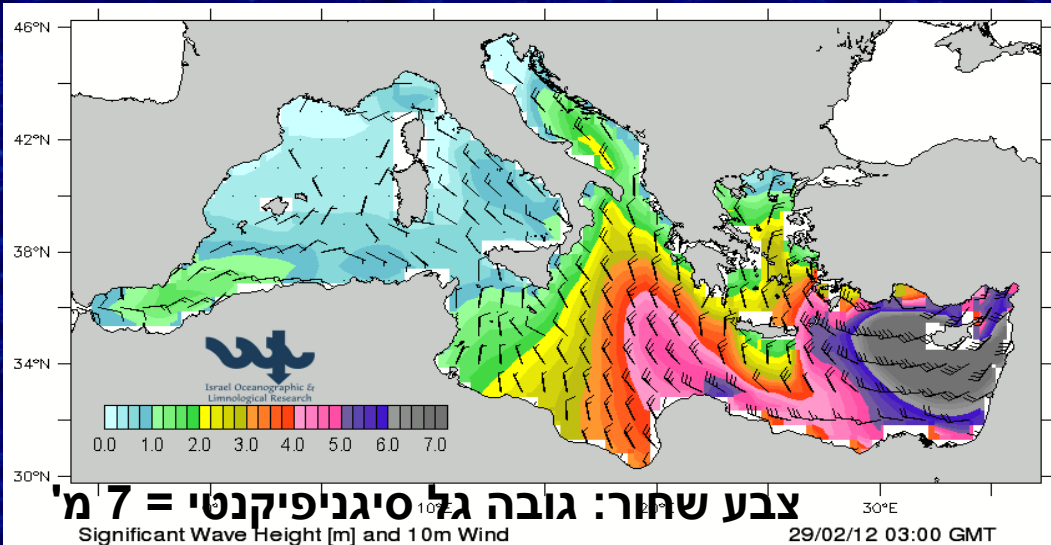 46°N
42°N
38°N
34°N
30°N
Israel Oceanographic &
Limnological Research
0.0 1.0 2.0 3.0 4.0 5.0 6.0 7.0
צבע שחור: גובה גל סיגניפיקנטי = 7 מ'
10°E 30°E
Significant Wave Height [m] and 10m Wind 29/02/12 03:00 GMT